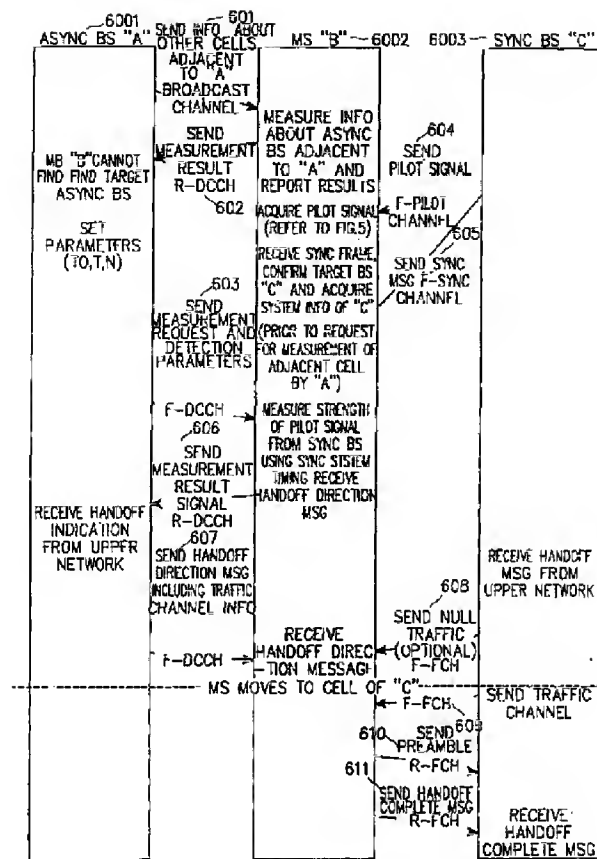 6001
ASYNC BS "A"
601
SEND INFO ABOUT
OTHER CELLS
ADJACENT
TO "A"
BROADCAST
CHANNEL
MS "B"
6002
6003
SYNC BS "C"
MEASURE INFO
ABOUT ASYNC
BS ADJACENT
TO "A" AND
REPORT RESULTS
SEND
MEASUREMENT
RESULT
R-DCCH
602
MB "B"CANNOT
FIND FIND TARGET
ASYNC BS
SET
PARAMETERS
(TO,T,N)
604
SEND
PILOT SIGNAL
F-PILOT
CHANNEL
ACQUIRE PILOT SIGNAL
(REFER TO FIG.5)
605
SEND SYNC
MSG F-SYNC
CHANNEL
RECEIVE SYNC FRAME,
CONFIRM TARGET BS
"C" AND ACQUIRE
SYSTEM INFO OF "C"
(PRIOR TO REQUEST
FOR MEASUREMENT OF
ADJACENT CELL
BY "A")
603
SEND
MEASUREMENT
REQUEST AND
DETECTION
PARAMETERS
F-DCCH
MEASURE STRENGTH
OF PILOT SIGNAL
FROM SYNC BS
USING SYNC SYSTEM
TIMING RECEIVE
HANDOFF DIRECTION
MSG
606
SEND
MEASUREMENT
RESULT
SIGNAL
R-DCCH
RECEIVE HANDOFF
INDICATION
FROM UPPER
NETWORK
607
SEND HANDOFF
DIRECTION MSG
INCLUDING TRAFFIC
CHANNEL INFO
F-DCCH
RECEIVE HANDOFF
MSG FROM
UPPER NETWORK
608
SEND NULL
TRAFFIC
(OPTIONAL)
F-FCH
RECEIVE
HANDOFF DIREC
-TION MESSAGE
MS MOVES TO CELL OF "C"
SEND TRAFFIC
CHANNEL
F-FCH
609
610
SEND
PREAMBLE
R-FCH
611
SEND HANDOFF
COMPLETE MSG
R-FCH
RECEIVE
HANDOFF
COMPLETE MSG